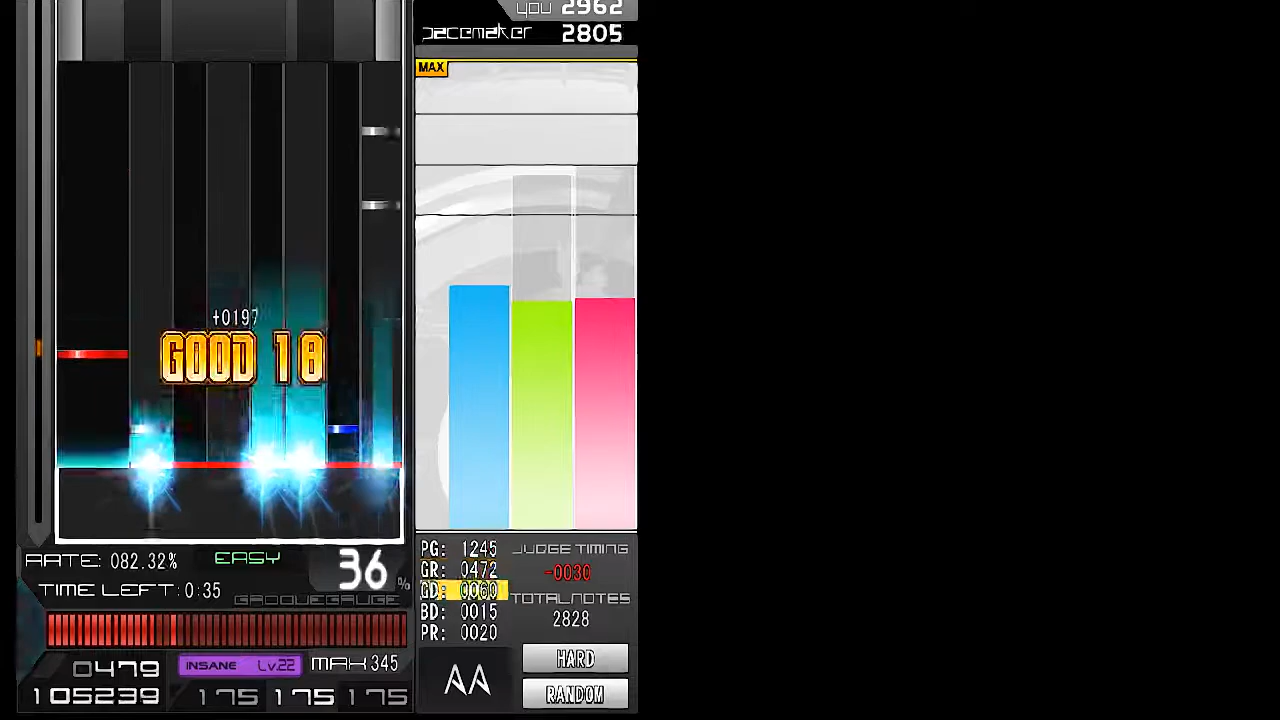 you 2962
pacemaker 2805
MAX
+0197
GOOD 18
RATE: 082.32% EASY 36 %
TIME LEFT: 0:35
GROOVEGAUGE
0479 INSANE Lv.22 MAX 345
105239 175 175 175
PG: 1245
GR: 0472
GD: 0060
BD: 0015
PR: 0020
JUDGE TIMING
-0030
TOTALNOTES
2828
AA
HARD
RANDOM